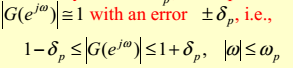 |G(e^{jω})| ≅ 1 with an error ±δ_p, i.e.,
1−δ_p ≤ |G(e^{jω})| ≤ 1+δ_p, |ω| ≤ ω_p